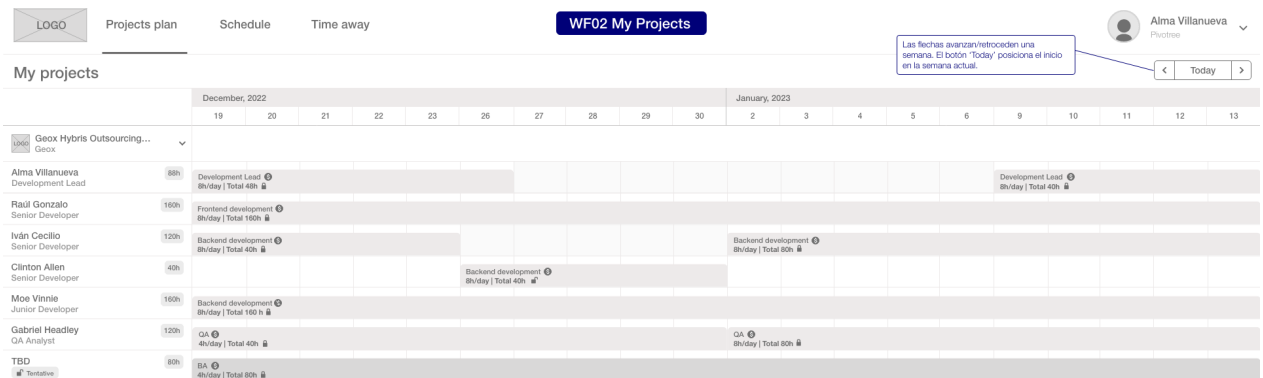 LOGO Projects plan Schedule Time away WF02 My Projects Alma Villanueva
Pivotree
Las flechas avanzan/retroceden una
semana. El botón 'Today' posiciona el inicio
en la semana actual.
My projects < Today >
December, 2022 January, 2023
19 20 21 22 23 26 27 28 29 30 2 3 4 5 6 9 10 11 12 13
LOGO Geox Hybris Outsourcing...
Geox
Alma Villanueva 88h Development Lead $ Development Lead $
Development Lead 8h/day | Total 48h 8h/day | Total 40h
Raúl Gonzalo 160h Frontend development $
Senior Developer 8h/day | Total 160h
Iván Cecilio 120h Backend development $ Backend development $
Senior Developer 8h/day | Total 40h 8h/day | Total 80h
Clinton Allen 40h Backend development $
Senior Developer 8h/day | Total 40h
Moe Vinnie 160h Backend development $
Junior Developer 8h/day | Total 160 h
Gabriel Headley 120h QA $ QA $
QA Analyst 4h/day | Total 40h 8h/day | Total 80h
TBD 80h BA $
Tentative 4h/day | Total 80h